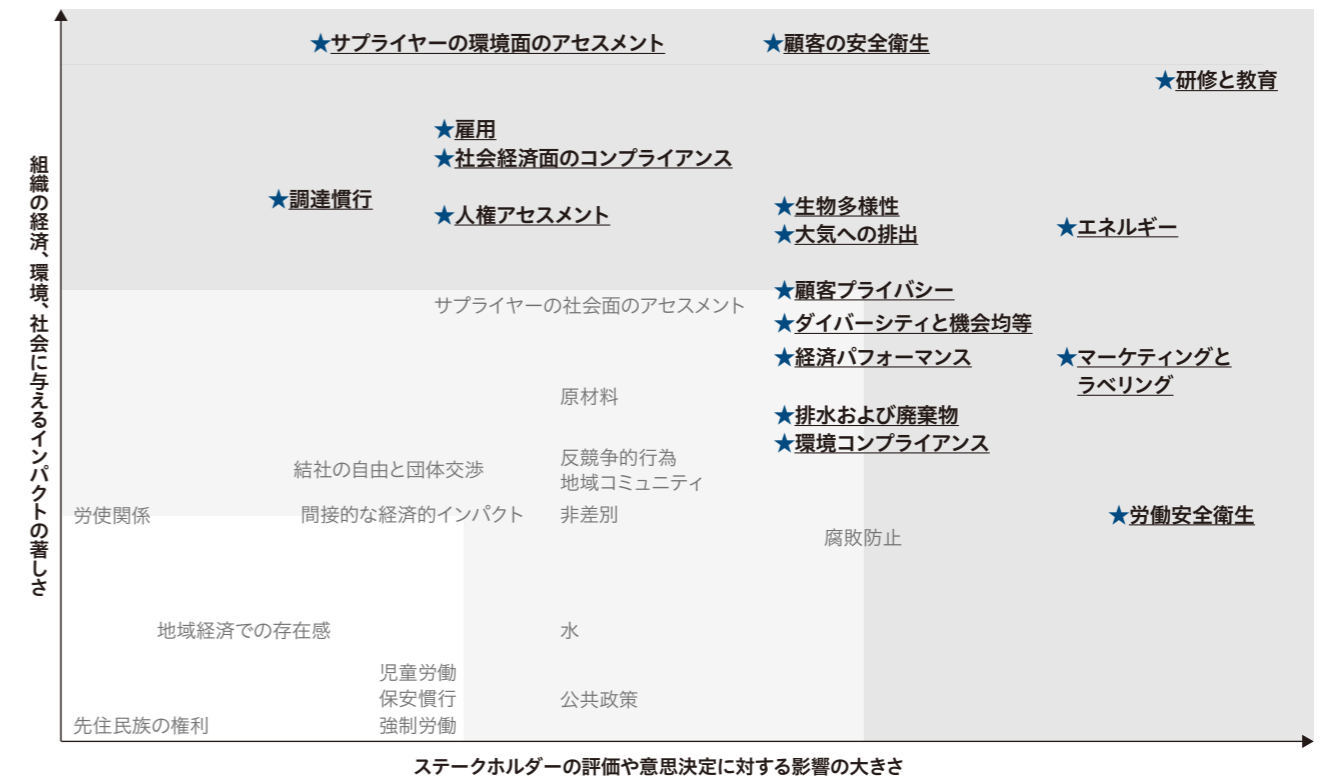 組織の経済、環境、社会に与えるインパクトの著しさ
★サプライヤーの環境面のアセスメント
★顧客の安全衛生
★研修と教育
★雇用
★社会経済面のコンプライアンス
★調達慣行
★人権アセスメント
★生物多様性
★大気への排出
★エネルギー
★顧客プライバシー
サプライヤーの社会面のアセスメント
★ダイバーシティと機会均等
★経済パフォーマンス
★マーケティングと
ラベリング
原材料
★排水および廃棄物
★環境コンプライアンス
反競争的行為
結社の自由と団体交渉
地域コミュニティ
労使関係
間接的な経済的インパクト
非差別
★労働安全衛生
腐敗防止
地域経済での存在感
水
児童労働
保安慣行
公共政策
先住民族の権利
強制労働
ステークホルダーの評価や意思決定に対する影響の大きさ